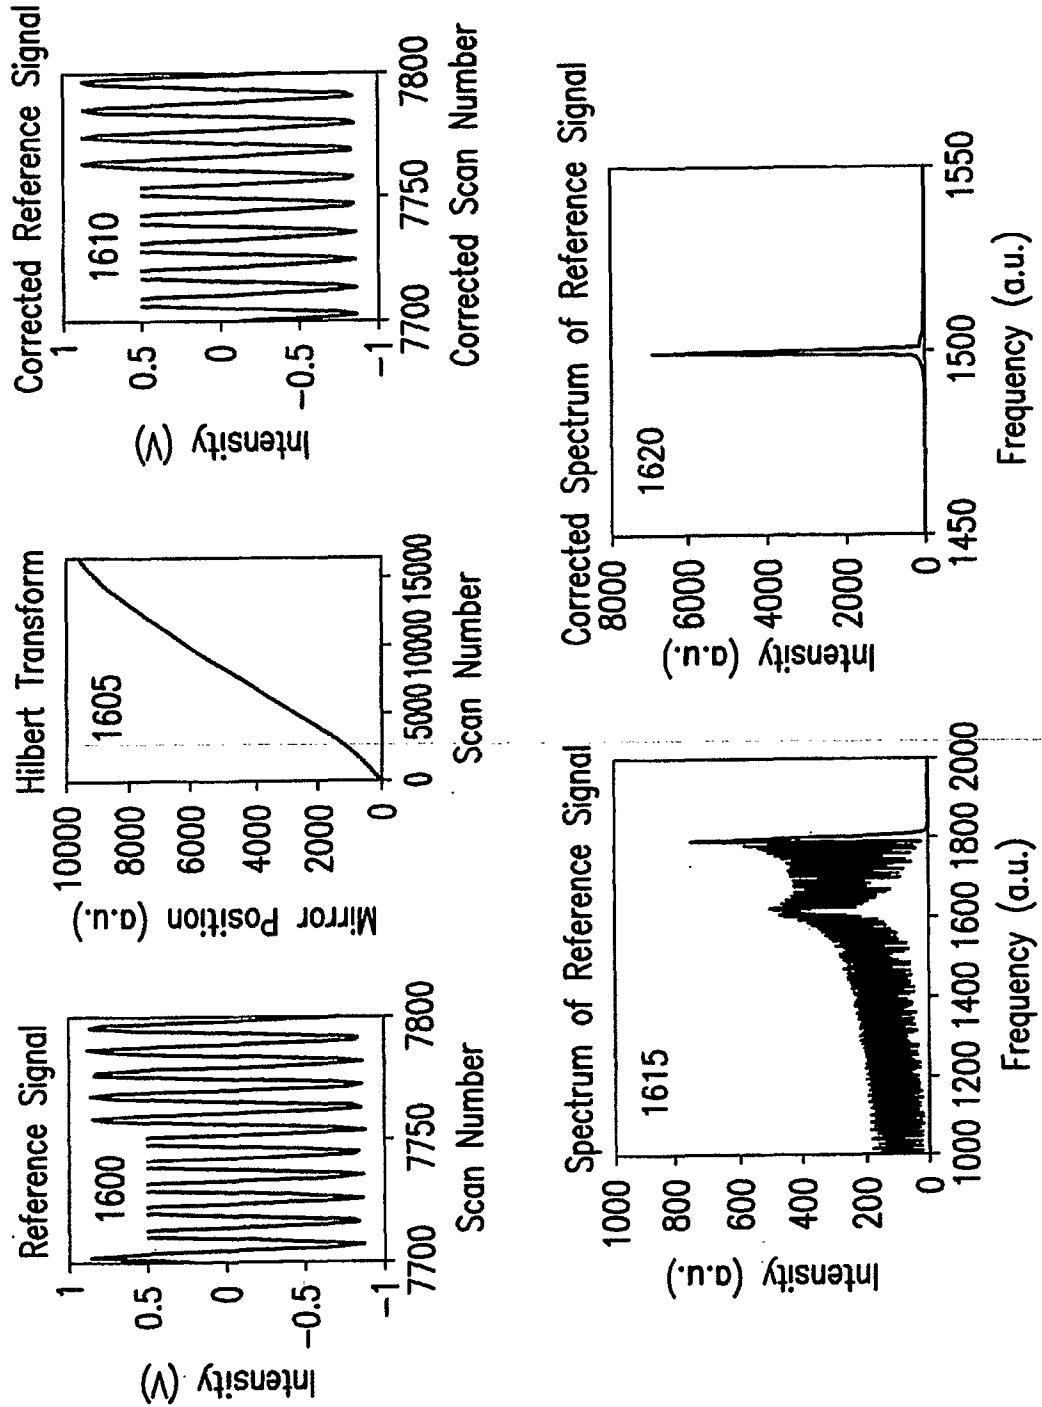 Reference Signal
1600
1
0.5
0
-0.5
-1
Intensity (V)
7700 7750 7800
Scan Number
Hilbert Transform
1605
10000
8000
6000
4000
2000
0
Mirror Position (a.u.)
0 5000 10000 15000
Scan Number
Corrected Reference Signal
1610
1
0.5
0
-0.5
-1
Intensity (V)
7700 7750 7800
Corrected Scan Number
Spectrum of Reference Signal
1615
1000
800
600
400
200
0
Intensity (a.u.)
1000 1200 1400 1600 1800 2000
Frequency (a.u.)
Corrected Spectrum of Reference Signal
1620
8000
6000
4000
2000
0
Intensity (a.u.)
1450 1500 1550
Frequency (a.u.)